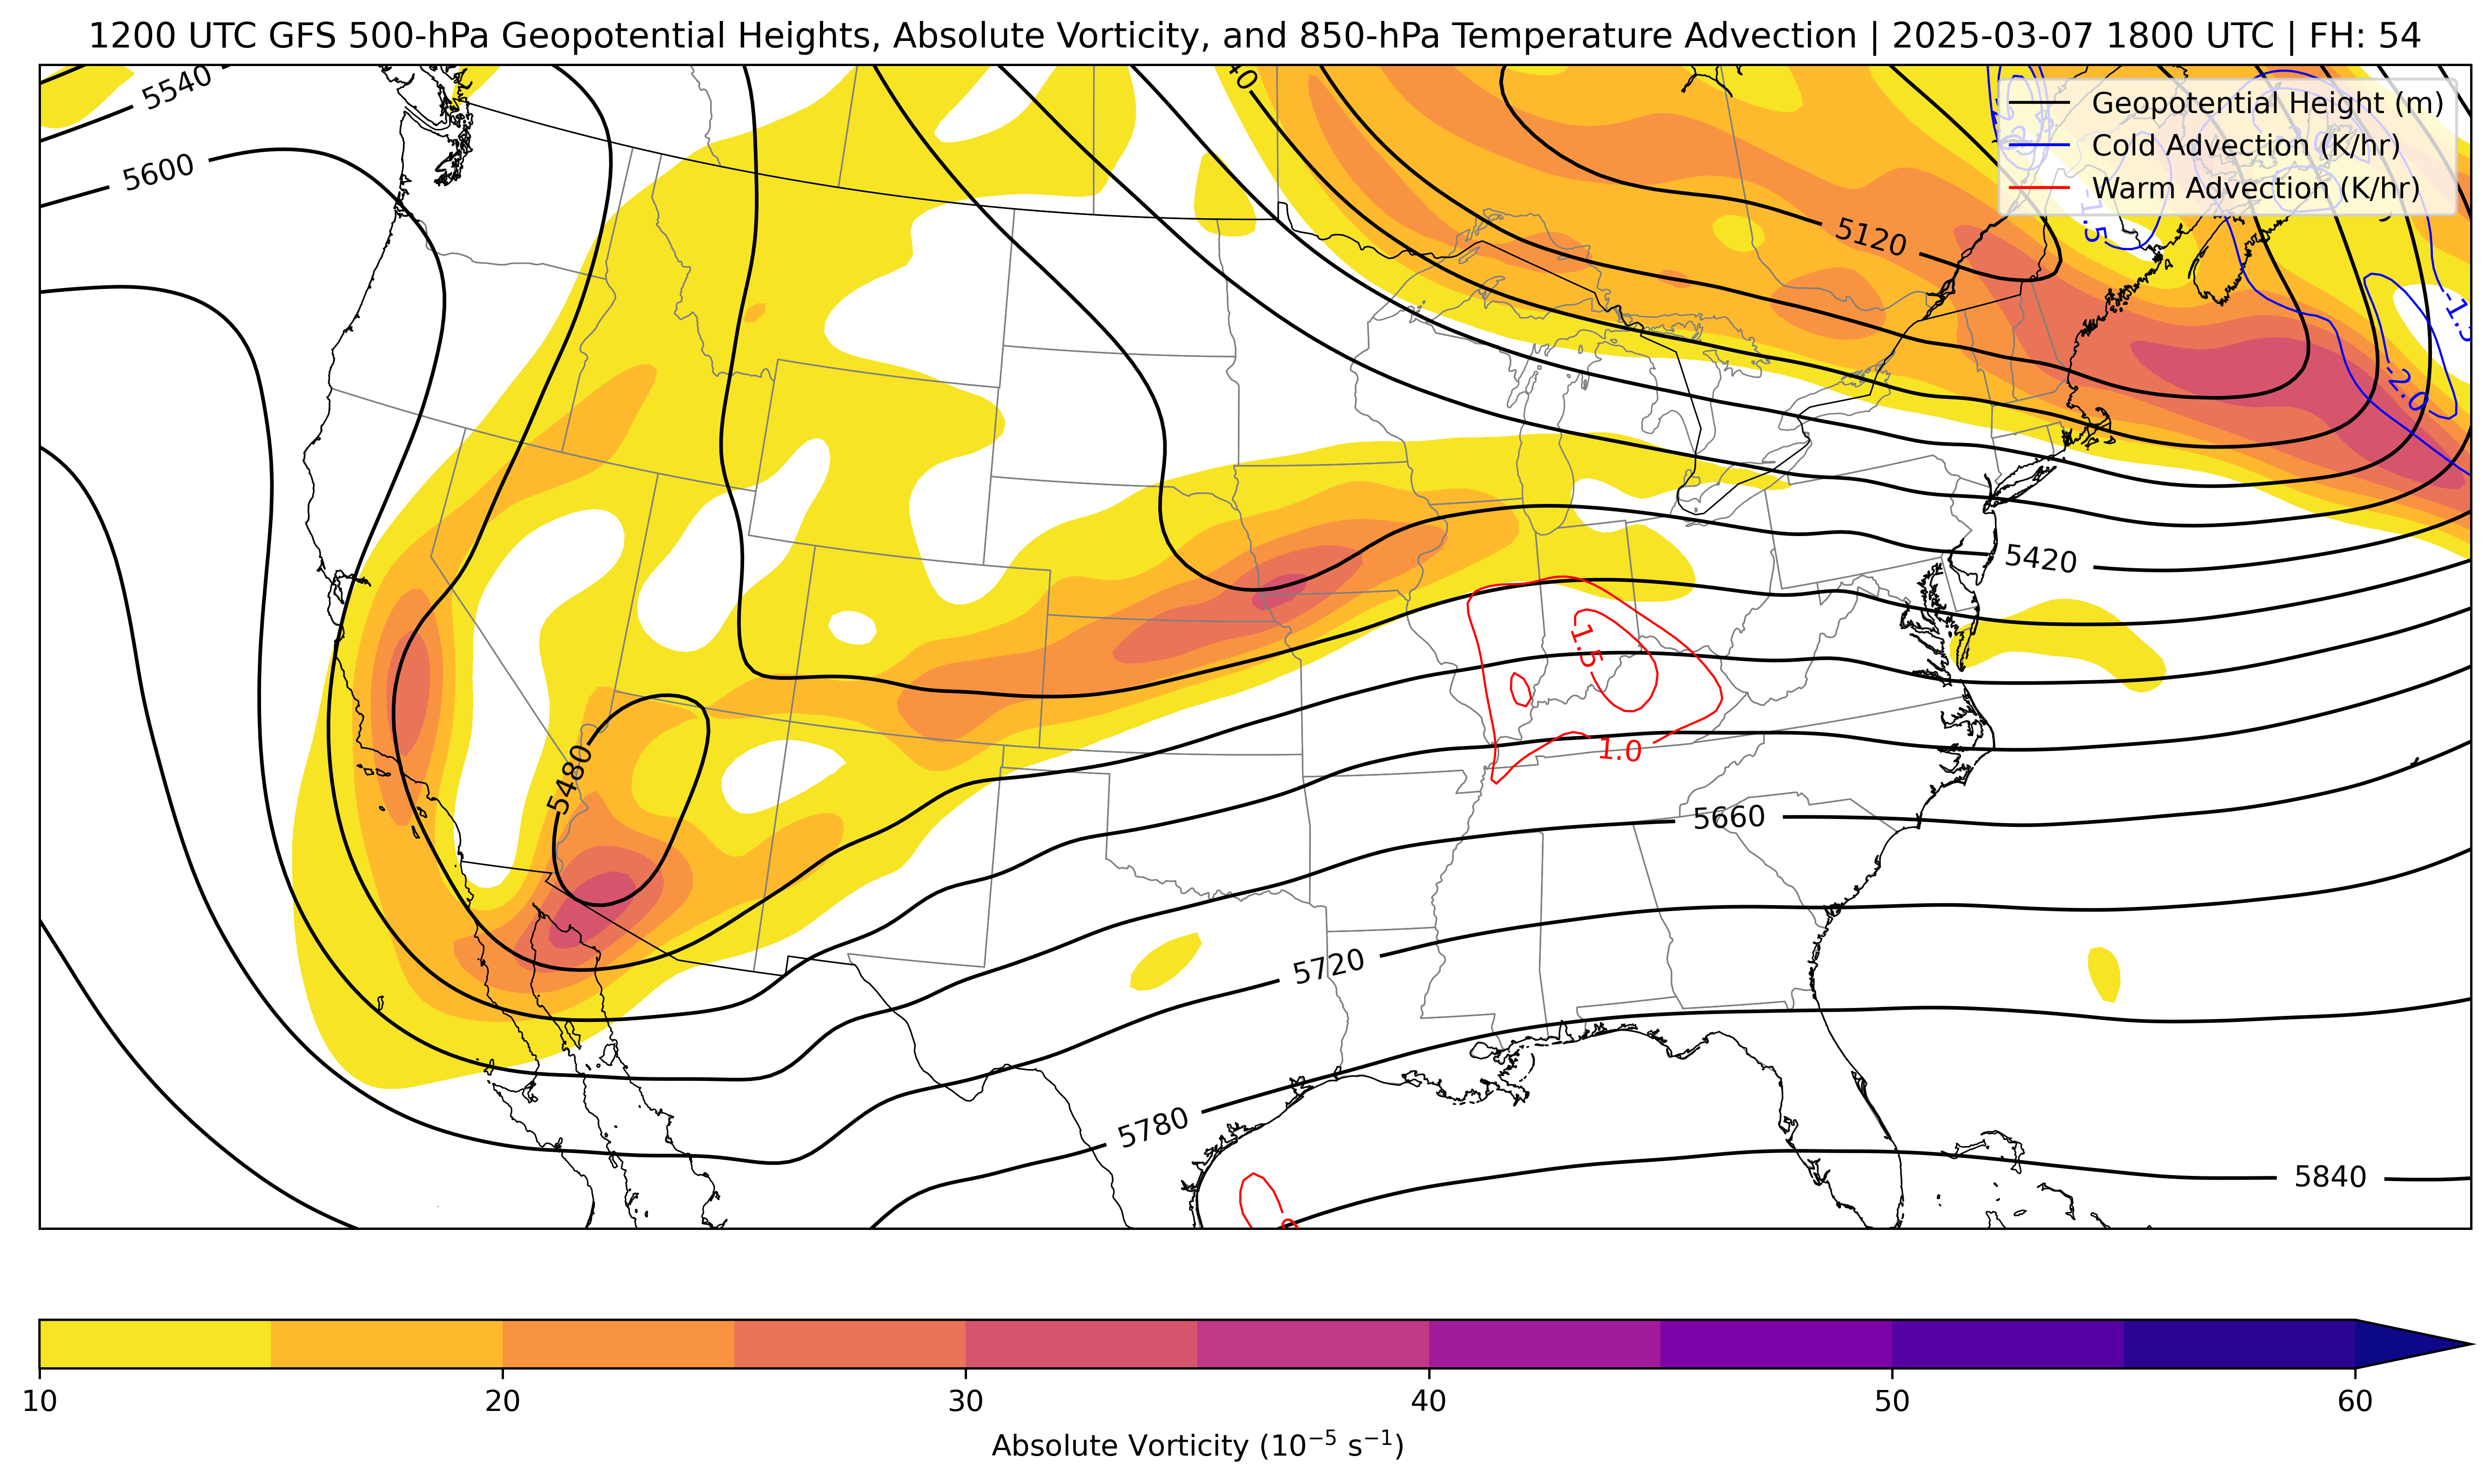 1200 UTC GFS 500-hPa Geopotential Heights, Absolute Vorticity, and 850-hPa Temperature Advection | 2025-03-07 1800 UTC | FH: 54
Geopotential Height (m)
Cold Advection (K/hr)
Warm Advection (K/hr)
5540
5600
40
5120
-1.5
-1.5
-2.0
5420
1.5
1.0
5480
5660
5720
5780
5840
10 20 30 40 50 60
Absolute Vorticity (10⁻⁵ s⁻¹)